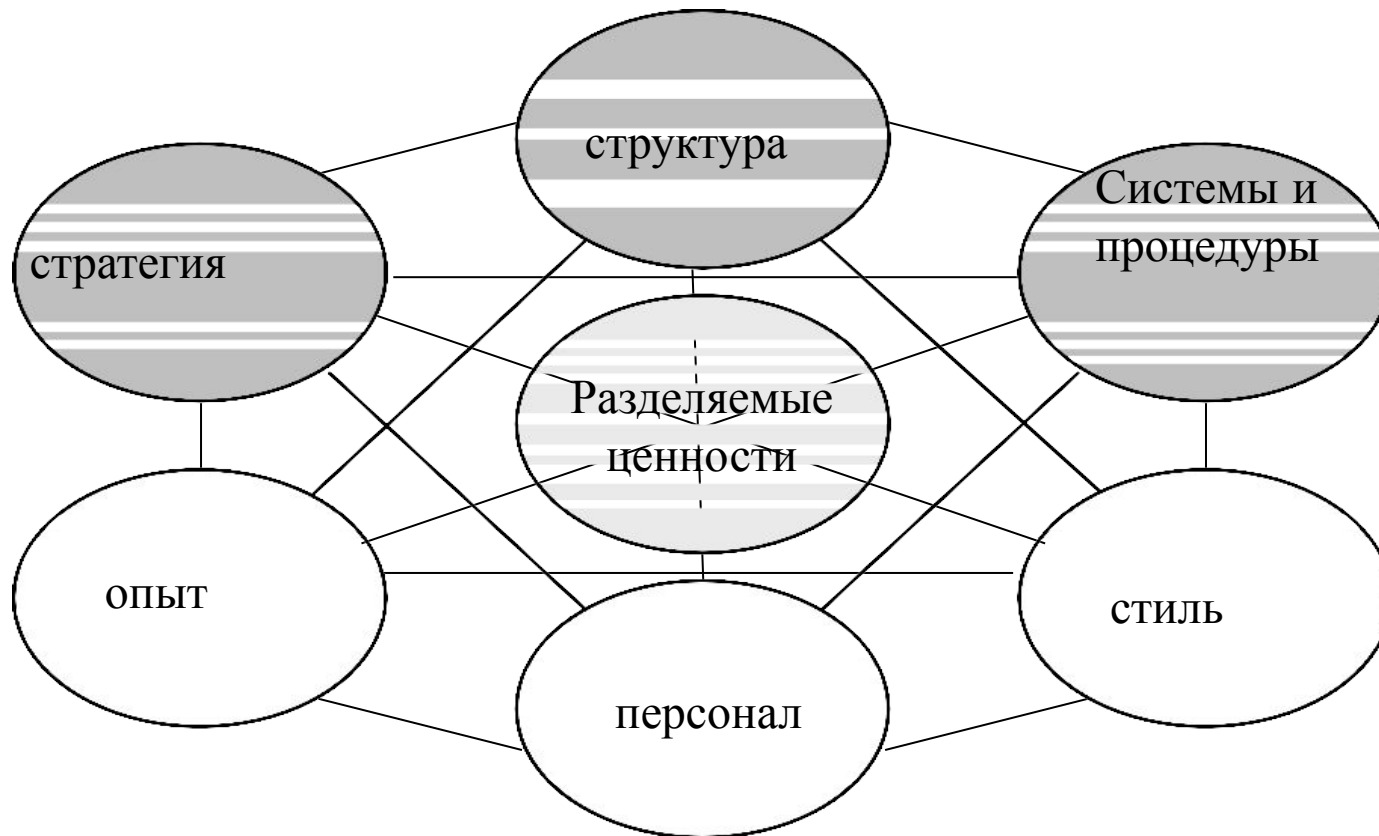 структура
Системы и
процедуры
стратегия
Разделяемые
ценности
опыт
стиль
персонал